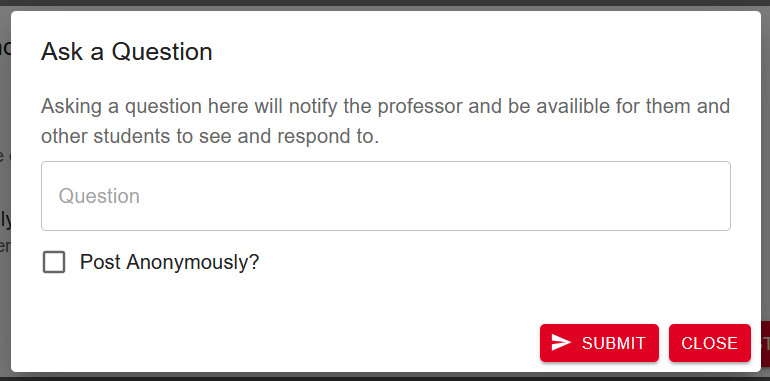 Ask a Question
Asking a question here will notify the professor and be availible for them and
other students to see and respond to.
Question
Post Anonymously?
SUBMIT CLOSE